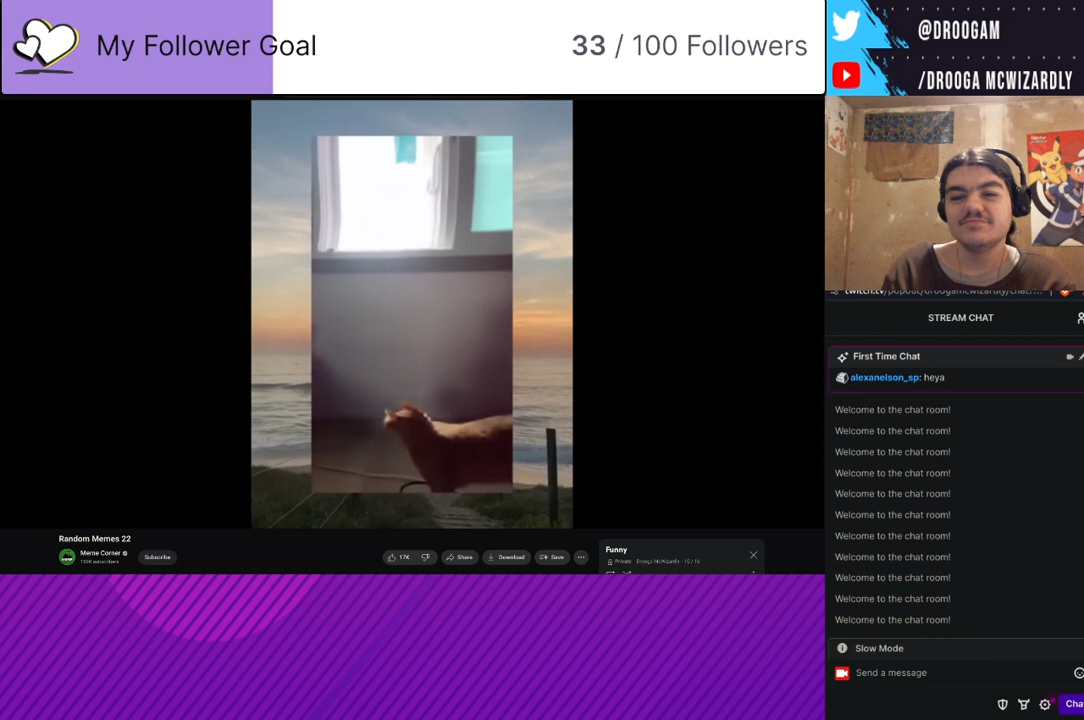 My Follower Goal
33 / 100 Followers
@DROOGAM
/DROOGA MCWIZARDLY
STREAM CHAT
First Time Chat
alexanelson_sp: heya
Welcome to the chat room!
Welcome to the chat room!
Welcome to the chat room!
Welcome to the chat room!
Welcome to the chat room!
Welcome to the chat room!
Welcome to the chat room!
Welcome to the chat room!
Welcome to the chat room!
Welcome to the chat room!
Welcome to the chat room!
Slow Mode
Send a message
Cha
Random Memes 22
Meme Corner
subscribers
Subscribe
17K
Share
Download
Save
Funny
Private Drooga McWizardly